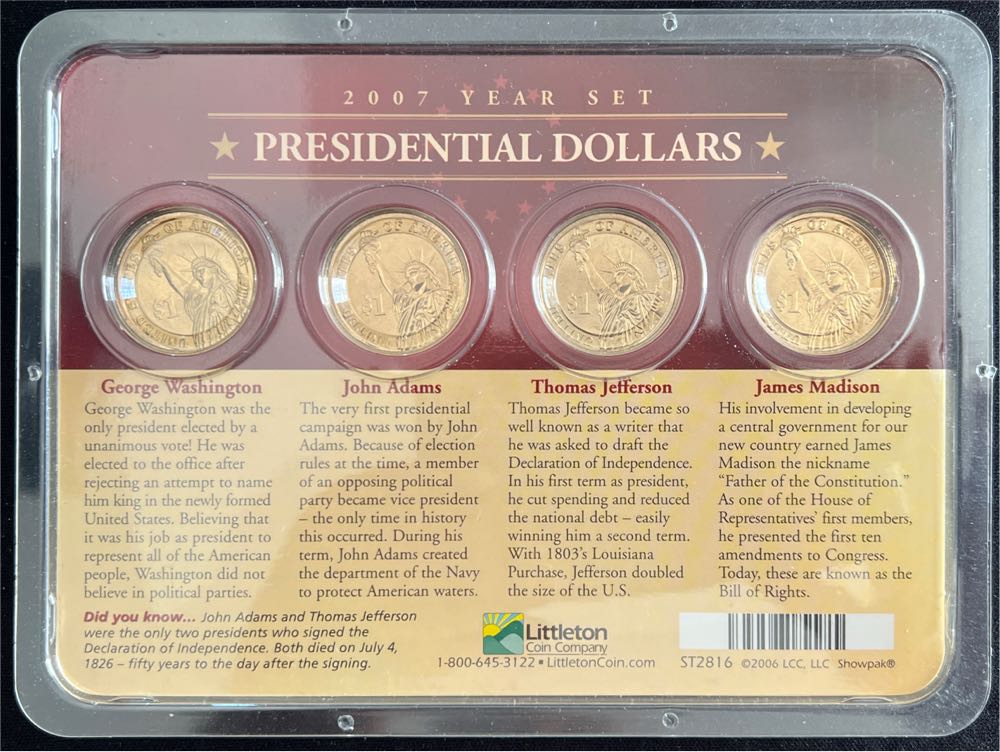 2007 YEAR SET
PRESIDENTIAL DOLLARS
OF AMERICA
$1
OF AMERICA
$1
OF AMERICA
$1
OF AMERICA
$1
George Washington
George Washington was the
only president elected by a
unanimous vote! He was
elected to the office after
rejecting an attempt to name
him king in the newly formed
United States. Believing that
it was his job as president to
represent all of the American
people, Washington did not
believe in political parties.
John Adams
The very first presidential
campaign was won by John
Adams. Because of election
rules at the time, a member
of an opposing political
party became vice president
– the only time in history
this occurred. During his
term, John Adams created
the department of the Navy
to protect American waters.
Thomas Jefferson
Thomas Jefferson became so
well known as a writer that
he was asked to draft the
Declaration of Independence.
In his first term as president,
he cut spending and reduced
the national debt – easily
winning him a second term.
With 1803's Louisiana
Purchase, Jefferson doubled
the size of the U.S.
James Madison
His involvement in developing
a central government for our
new country earned James
Madison the nickname
"Father of the Constitution."
As one of the House of
Representatives' first members,
he presented the first ten
amendments to Congress.
Today, these are known as the
Bill of Rights.
Did you know... John Adams and Thomas Jefferson
were the only two presidents who signed the
Declaration of Independence. Both died on July 4,
1826 – fifty years to the day after the signing.
Littleton
Coin Company
1-800-645-3122 ▪ LittletonCoin.com
ST2816 ©2006 LCC, LLC Showpak®